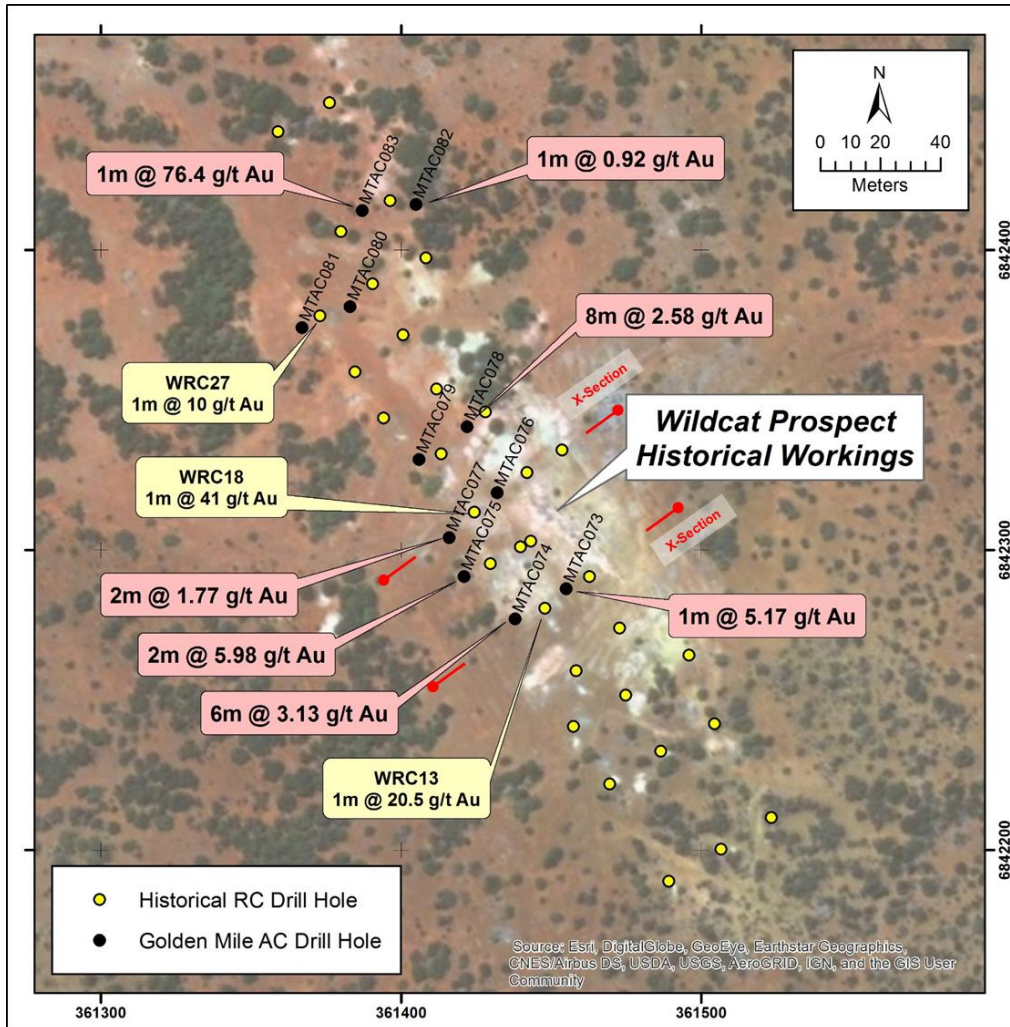 N
0 10 20 40
Meters
MTAC083
MTAC082
1m @ 76.4 g/t Au
1m @ 0.92 g/t Au
6842400
MTAC081
MTAC080
8m @ 2.58 g/t Au
WRC27
1m @ 10 g/t Au
MTAC078
X-Section
MTAC079
MTAC076
Wildcat Prospect
Historical Workings
WRC18
1m @ 41 g/t Au
MTAC077
MTAC075
X-Section
6842300
MTAC074
MTAC073
2m @ 1.77 g/t Au
1m @ 5.17 g/t Au
2m @ 5.98 g/t Au
6m @ 3.13 g/t Au
WRC13
1m @ 20.5 g/t Au
6842200
Historical RC Drill Hole
Golden Mile AC Drill Hole
Source: Esri, DigitalGlobe, GeoEye, Earthstar Geographics,
CNES/Airbus DS, USDA, USGS, AeroGRID, IGN, and the GIS User
Community
361300
361400
361500